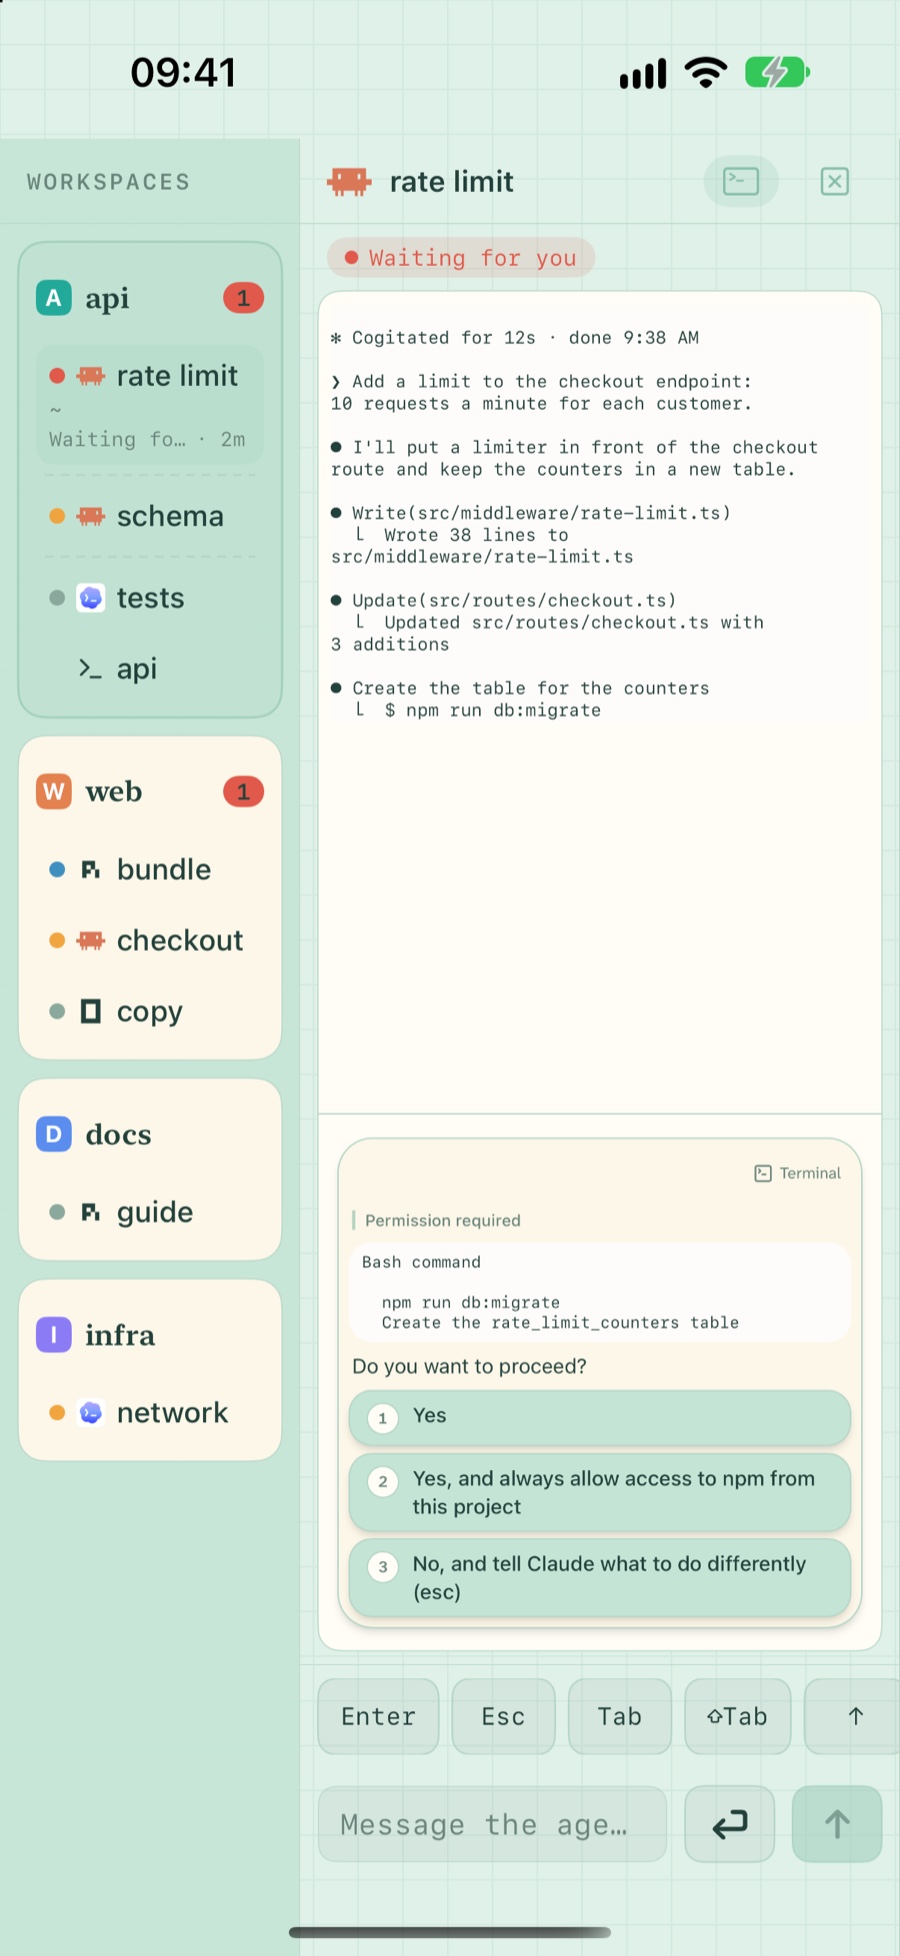 09:41
WORKSPACES
A api 1
rate limit
~
Waiting fo… · 2m
schema
tests
>_ api
W web 1
bundle
checkout
copy
D docs
guide
I infra
network
rate limit
Waiting for you
✻ Cogitated for 12s · done 9:38 AM
❯ Add a limit to the checkout endpoint:
10 requests a minute for each customer.
● I'll put a limiter in front of the checkout
route and keep the counters in a new table.
● Write(src/middleware/rate-limit.ts)
└ Wrote 38 lines to
src/middleware/rate-limit.ts
● Update(src/routes/checkout.ts)
└ Updated src/routes/checkout.ts with
3 additions
● Create the table for the counters
└ $ npm run db:migrate
Terminal
Permission required
Bash command
npm run db:migrate
Create the rate_limit_counters table
Do you want to proceed?
1 Yes
2 Yes, and always allow access to npm from
this project
3 No, and tell Claude what to do differently
(esc)
Enter Esc Tab ⇧Tab ↑
Message the age…